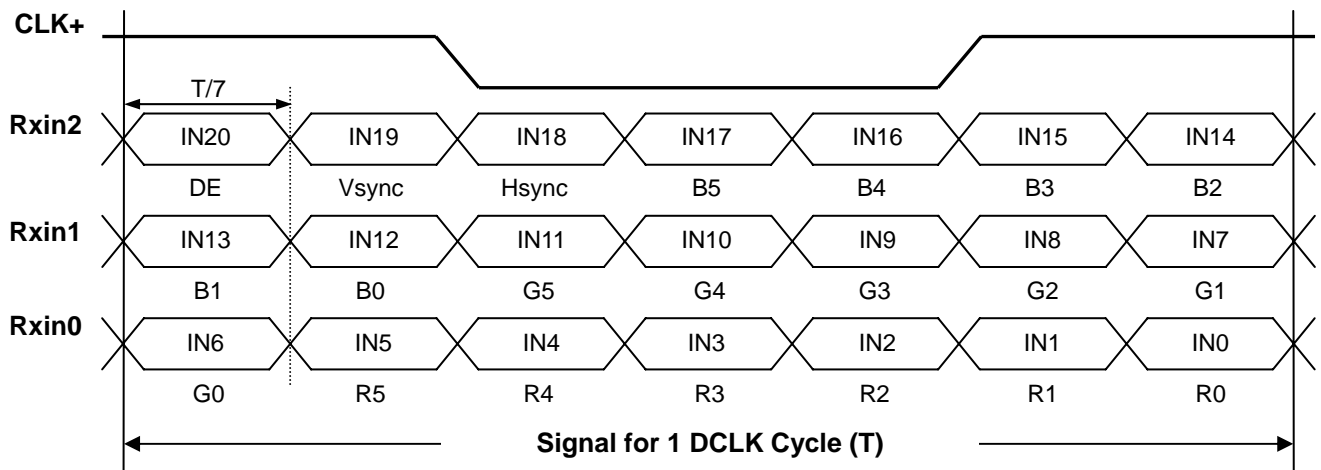 CLK+
T/7
Rxin2 IN20 IN19 IN18 IN17 IN16 IN15 IN14
DE Vsync Hsync B5 B4 B3 B2
Rxin1 IN13 IN12 IN11 IN10 IN9 IN8 IN7
B1 B0 G5 G4 G3 G2 G1
Rxin0 IN6 IN5 IN4 IN3 IN2 IN1 IN0
G0 R5 R4 R3 R2 R1 R0
Signal for 1 DCLK Cycle (T)